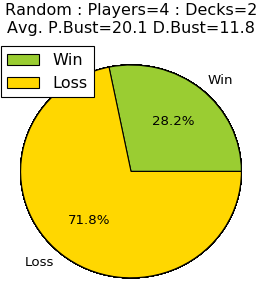 Random : Players=4 : Decks=2
Avg. P.Bust=20.1 D.Bust=11.8
Win
Loss
Win
28.2%
71.8%
Loss